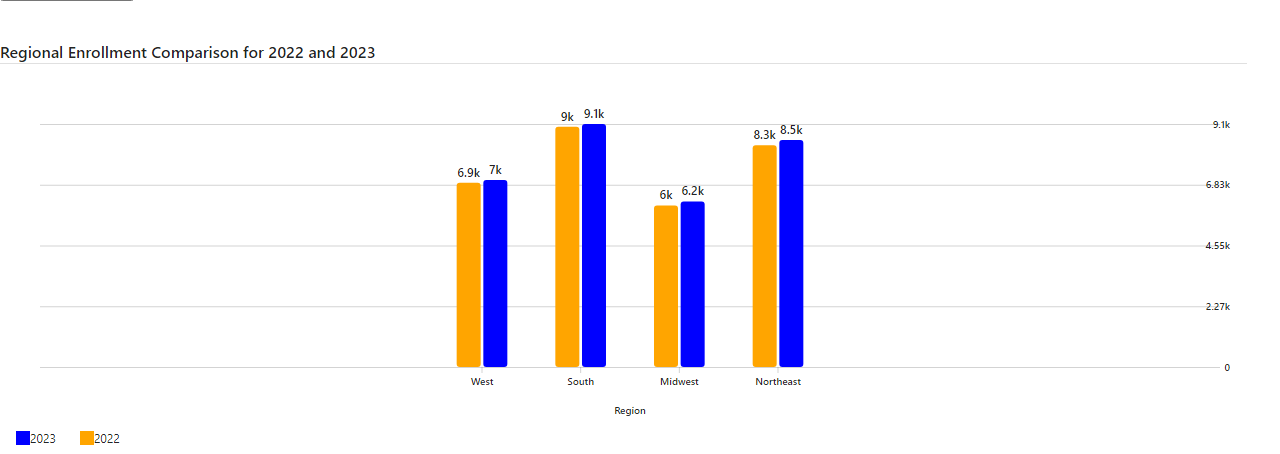 Regional Enrollment Comparison for 2022 and 2023
9k 9.1k
9.1k
8.3k 8.5k
6.9k 7k
6.83k
6k 6.2k
4.55k
2.27k
0
West South Midwest Northeast
Region
2023 2022